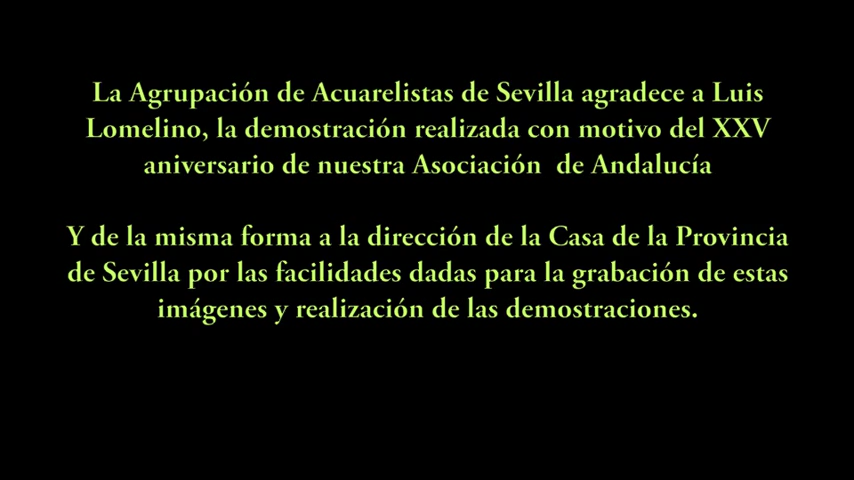 La Agrupación de Acuarelistas de Sevilla agradece a Luis
Lomelino, la demostración realizada con motivo del XXV
aniversario de nuestra Asociación  de Andalucía
Y de la misma forma a la dirección de la Casa de la Provincia
de Sevilla por las facilidades dadas para la grabación de estas
imágenes y realización de las demostraciones.